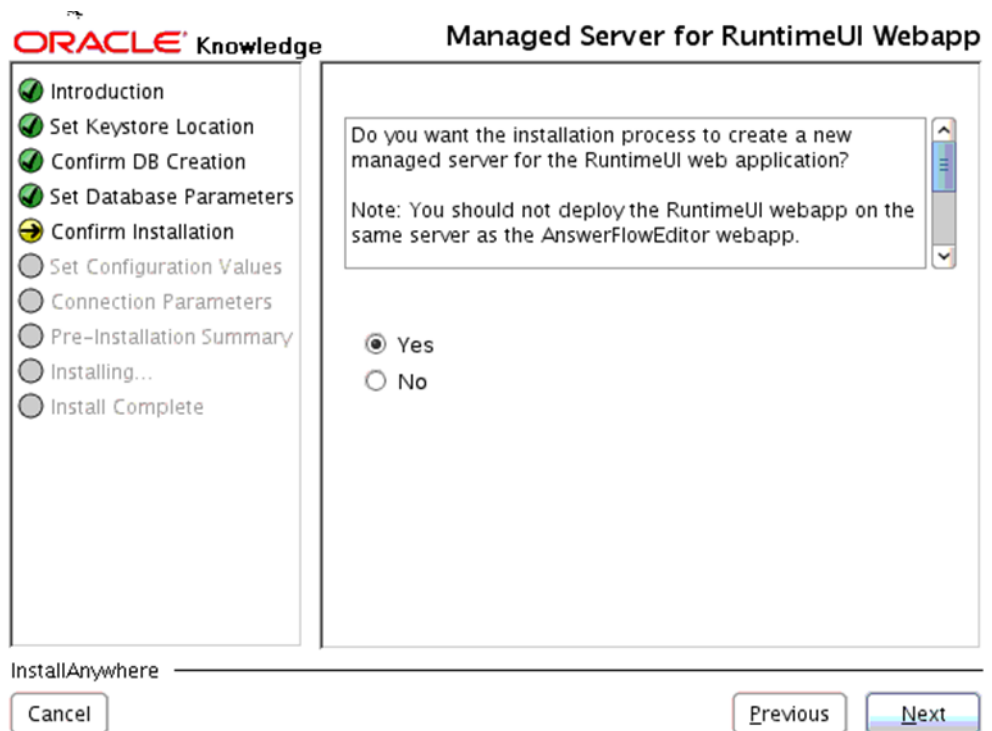 ORACLE Knowledge
Managed Server for RuntimeUI Webapp
Introduction
Set Keystore Location
Confirm DB Creation
Set Database Parameters
Confirm Installation
Set Configuration Values
Connection Parameters
Pre-Installation Summary
Installing...
Install Complete
Do you want the installation process to create a new
managed server for the RuntimeUI web application?
Note: You should not deploy the RuntimeUI webapp on the
same server as the AnswerFlowEditor webapp.
Yes
No
InstallAnywhere
Cancel
Previous
Next